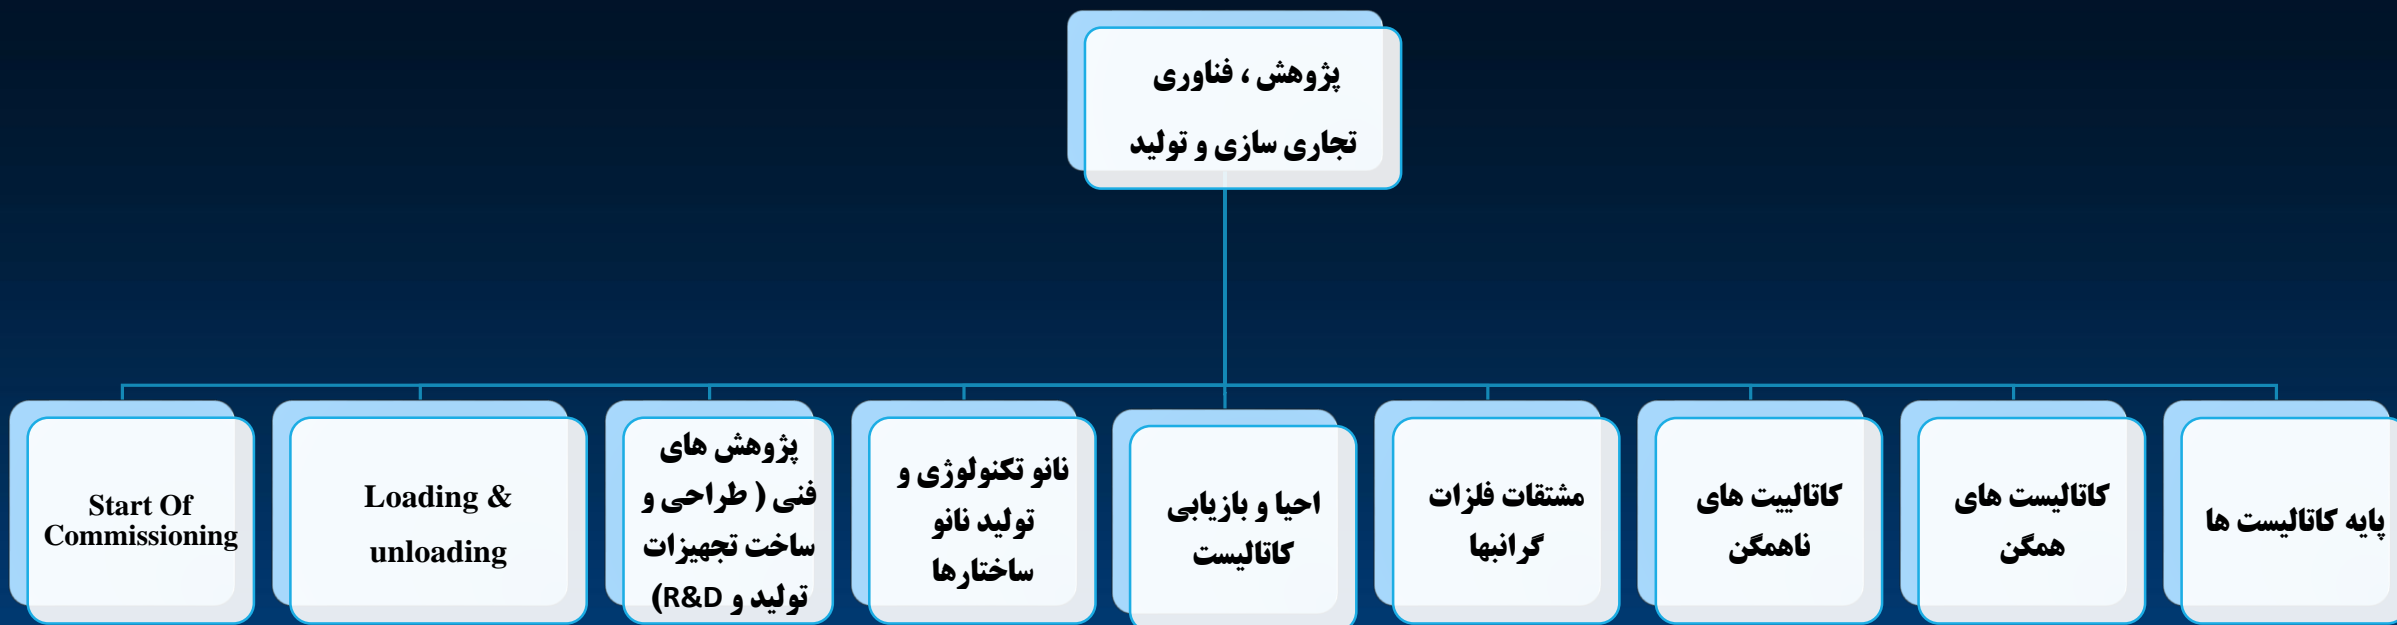 پژوهش ، فناوری
تجاری سازی و تولید
پایه کاتالیست ها
کاتالیست های
همگن
کاتالییت های
ناهمگن
مشتقات فلزات
گرانبها
احیا و بازیابی
کاتالیست
نانو تکنولوژی و
تولید نانو
ساختارها
پژوهش های
فنی ( طراحی و
ساخت تجهیزات
تولید و R&D)
Loading &
unloading
Start Of
Commissioning